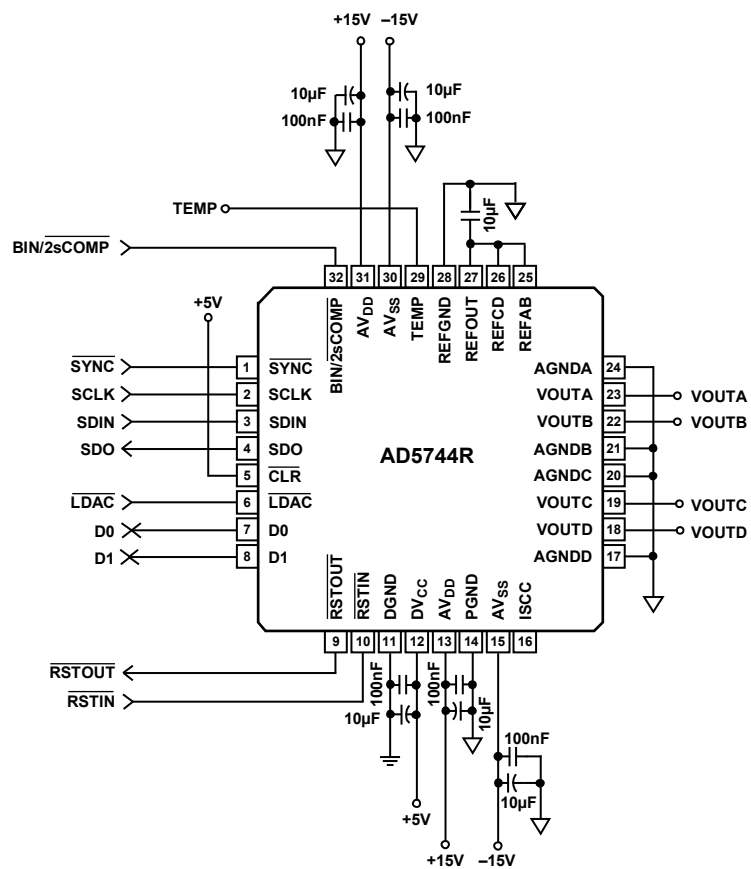 +15V –15V
10µF 10µF
100nF 100nF
TEMP
10µF
BIN/2sCOMP
+5V
32 31 30 29 28 27 26 25
BIN/2sCOMP AVDD AVSS TEMP REFGND REFOUT REFCD REFAB
SYNC 1 SYNC AGNDA 24
SCLK 2 SCLK VOUTA 23 VOUTA
SDIN 3 SDIN VOUTB 22 VOUTB
SDO 4 SDO AGNDB 21
AD5744R
5 CLR AGNDC 20
LDAC 6 LDAC VOUTC 19 VOUTC
D0 7 D0 VOUTD 18 VOUTD
D1 8 D1 AGNDD 17
RSTOUT RSTIN DGND DVCC AVDD PGND AVSS ISCC
9 10 11 12 13 14 15 16
RSTOUT
RSTIN
100nF 100nF
10µF 10µF
100nF
10µF
+5V
+15V –15V